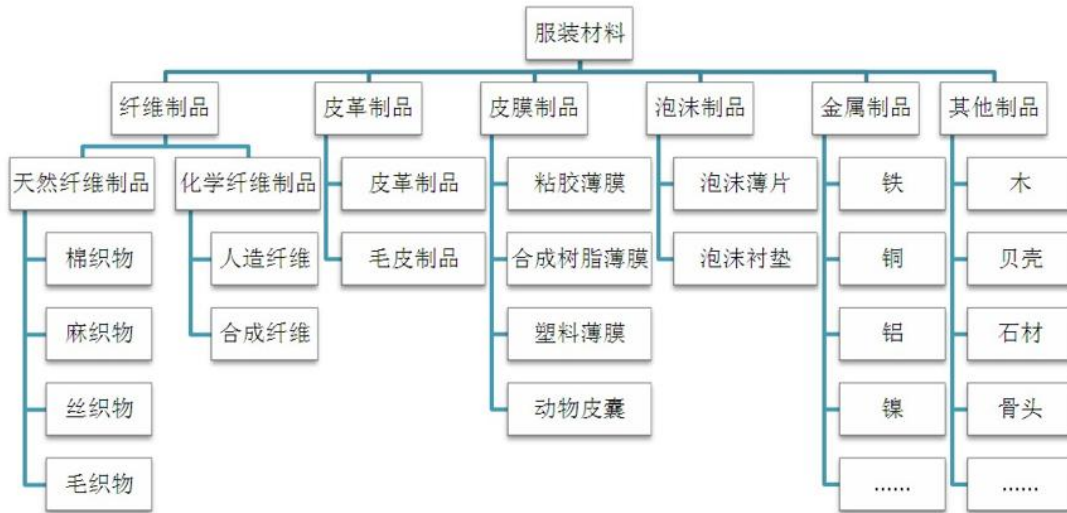 服装材料
纤维制品
皮革制品
皮膜制品
泡沫制品
金属制品
其他制品
天然纤维制品
化学纤维制品
皮革制品
粘胶薄膜
泡沫薄片
铁
木
棉织物
人造纤维
毛皮制品
合成树脂薄膜
泡沫衬垫
铜
贝壳
麻织物
合成纤维
塑料薄膜
铝
石材
丝织物
动物皮囊
镍
骨头
毛织物
......
......